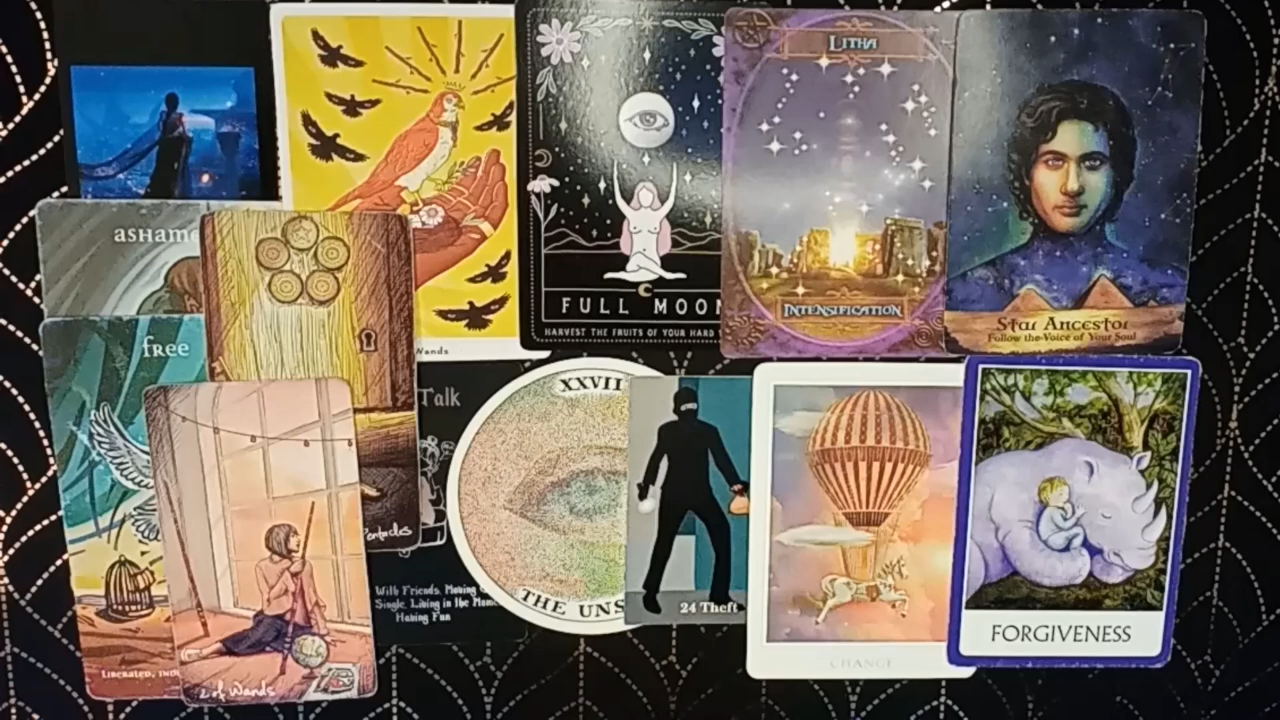 ASHAM
FREE
LIBERATED, IND
2 of Wands
Pentacles
Wands
Talk
With Friends, Moving
Single, Living in the Mome
Having Fun
FULL MOON
HARVEST THE FRUITS OF YOUR HARD
LITHA
INTENSIFICATION
Star Ancestor
Follow the Voice of Your Soul
XXVII
THE UNS
24 Theft
CHANGE
FORGIVENESS